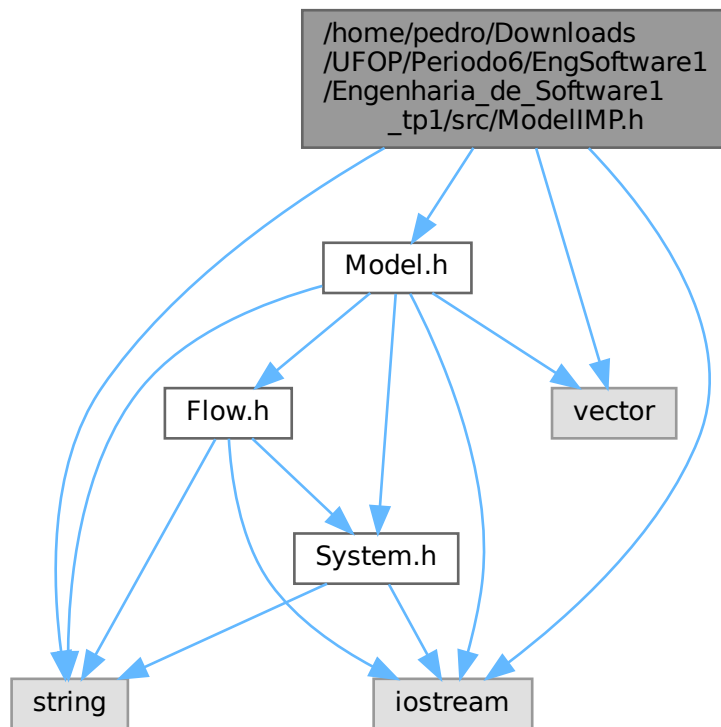 /home/pedro/Downloads
/UFOP/Periodo6/EngSoftware1
/Engenharia_de_Software1
_tp1/src/ModelIMP.h
Model.h
Flow.h
vector
System.h
string
iostream